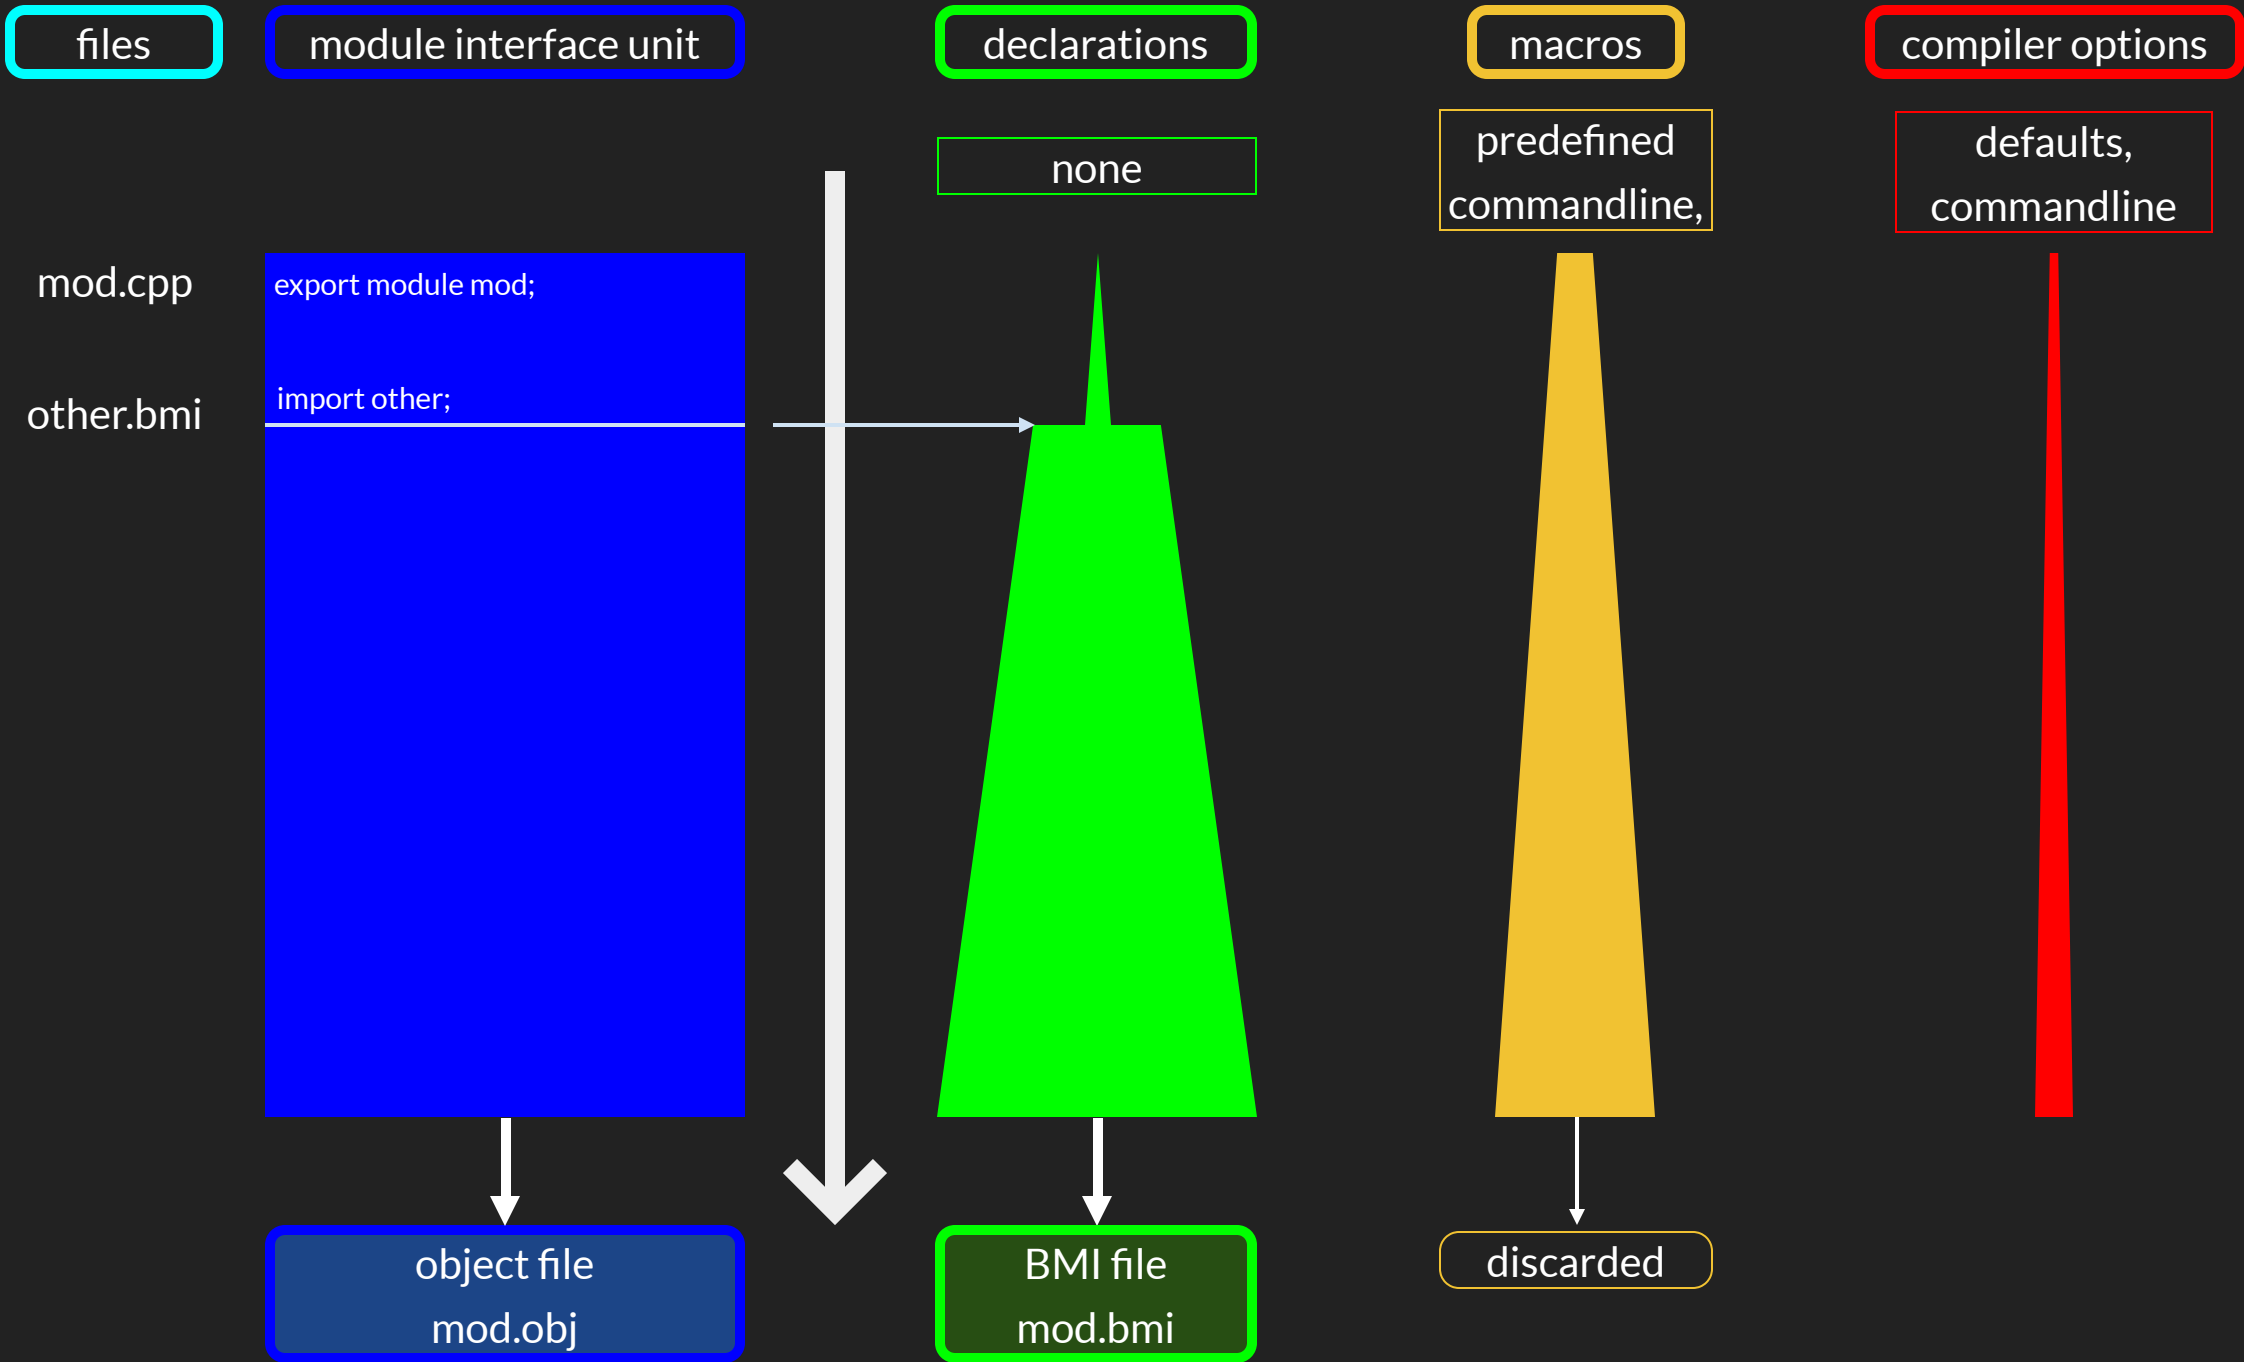 files
module interface unit
declarations
macros
compiler options
none
predefined
commandline,
defaults,
commandline
mod.cpp
export module mod;
other.bmi
import other;
object file
mod.obj
BMI file
mod.bmi
discarded